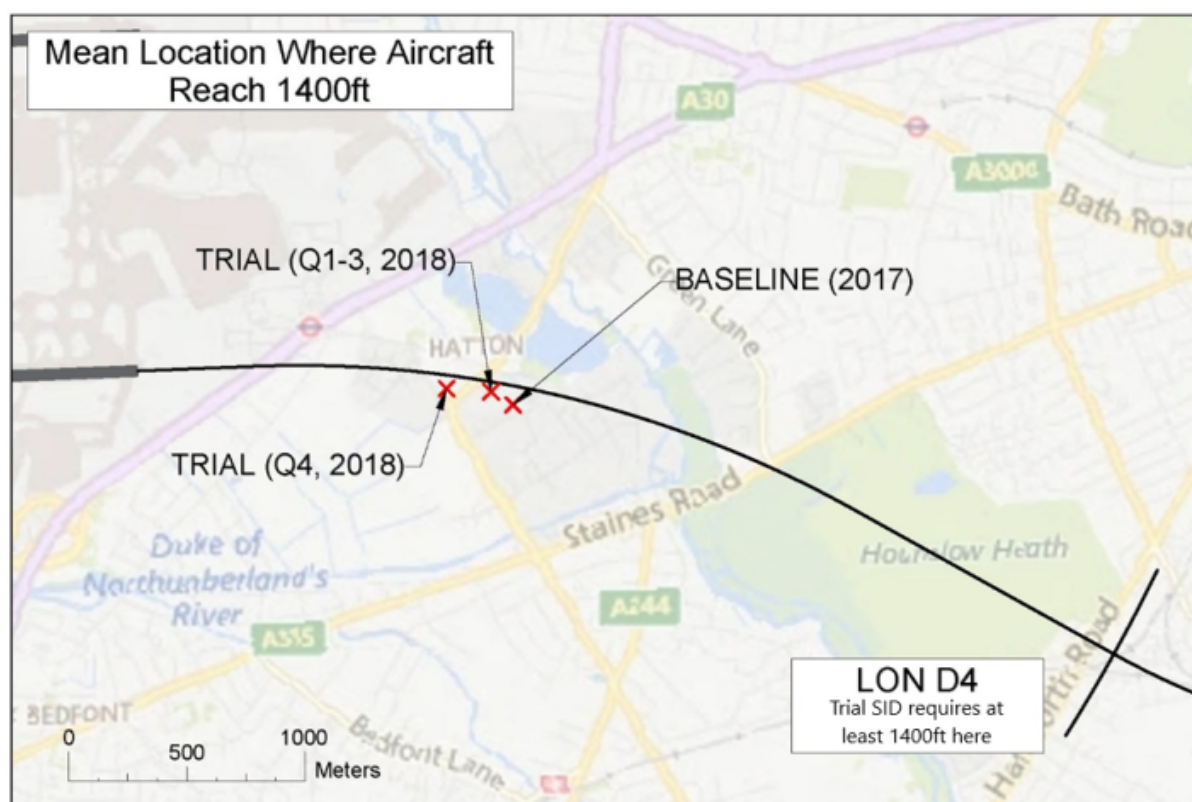 Mean Location Where Aircraft
Reach 1400ft
A30
A3006
Bath Road
TRIAL (Q1-3, 2018)
BASELINE (2017)
Green Lane
HATTON
TRIAL (Q4, 2018)
Staines Road
Duke of
Northumberland's
River
Hounslow Heath
A244
A315
LON D4
Trial SID requires at
least 1400ft here
Road
BEDFONT
Bedfont Lane
0 500 1000
Meters